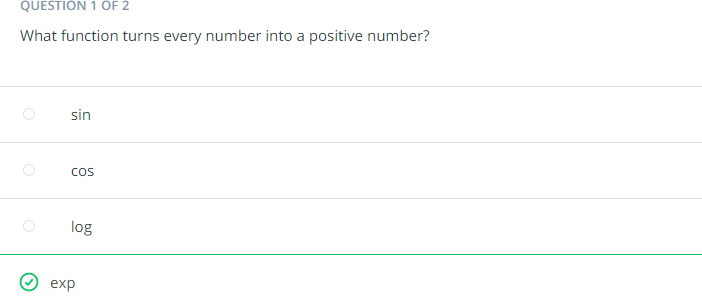 QUESTION 1 OF 2
What function turns every number into a positive number?
sin
cos
log
exp